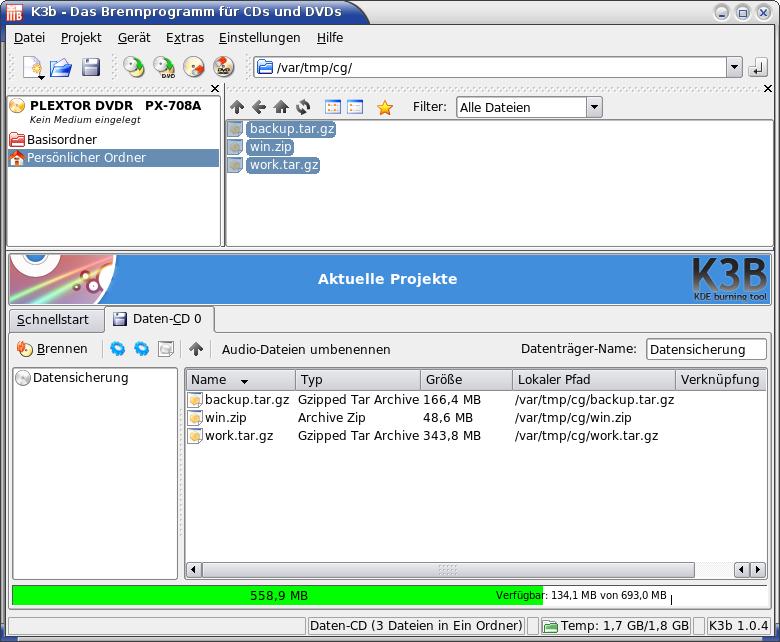 K3b - Das Brennprogramm für CDs und DVDs
Datei Projekt Gerät Extras Einstellungen Hilfe
/var/tmp/cg/
PLEXTOR DVDR PX-708A
Kein Medium eingelegt
Basisordner
Persönlicher Ordner
Filter: Alle Dateien
backup.tar.gz
win.zip
work.tar.gz
Aktuelle Projekte
K3B
KDE burning tool
Schnellstart Daten-CD 0
Brennen Audio-Dateien umbenennen Datenträger-Name: Datensicherung
Datensicherung
Name Typ Größe Lokaler Pfad Verknüpfung
backup.tar.gz Gzipped Tar Archive 166,4 MB /var/tmp/cg/backup.tar.gz
win.zip Archive Zip 48,6 MB /var/tmp/cg/win.zip
work.tar.gz Gzipped Tar Archive 343,8 MB /var/tmp/cg/work.tar.gz
558,9 MB Verfügbar: 134,1 MB von 693,0 MB
Daten-CD (3 Dateien in Ein Ordner) Temp: 1,7 GB/1,8 GB K3b 1.0.4